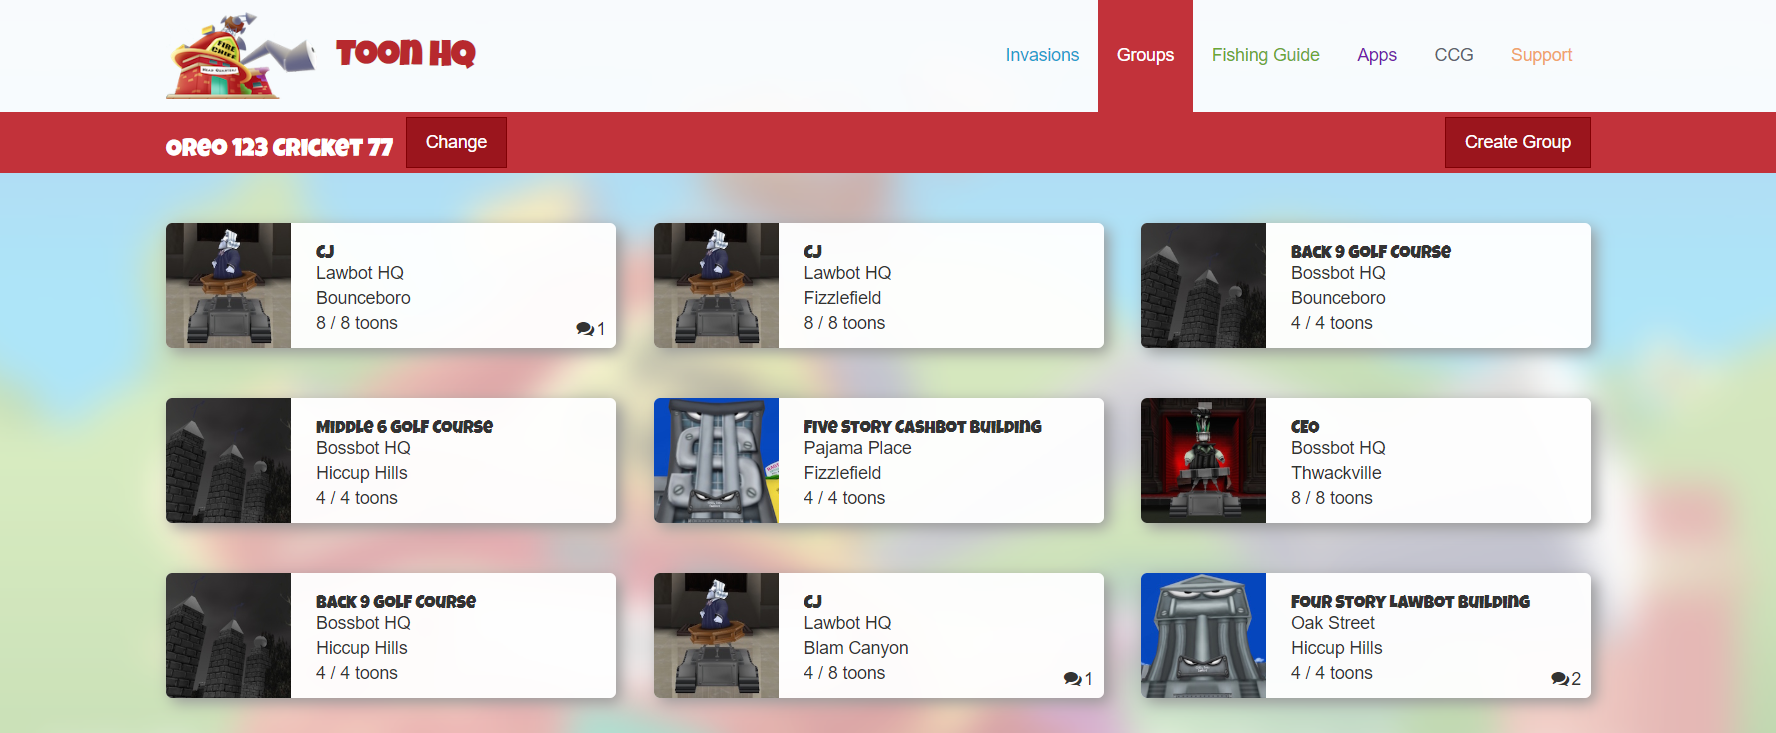 FIRE
CHIEF
Toon HQ
Invasions
Groups
Fishing Guide
Apps
CCG
Support
Oreo 123 Cricket 77
Change
Create Group
CJ
Lawbot HQ
Bounceboro
8 / 8 toons
1
CJ
Lawbot HQ
Fizzlefield
8 / 8 toons
Back 9 Golf Course
Bossbot HQ
Bounceboro
4 / 4 toons
Middle 6 Golf Course
Bossbot HQ
Hiccup Hills
4 / 4 toons
Five Story Cashbot Building
Pajama Place
Fizzlefield
4 / 4 toons
CEO
Bossbot HQ
Thwackville
8 / 8 toons
Back 9 Golf Course
Bossbot HQ
Hiccup Hills
4 / 4 toons
CJ
Lawbot HQ
Blam Canyon
4 / 8 toons
1
Four Story Lawbot Building
Oak Street
Hiccup Hills
4 / 4 toons
2